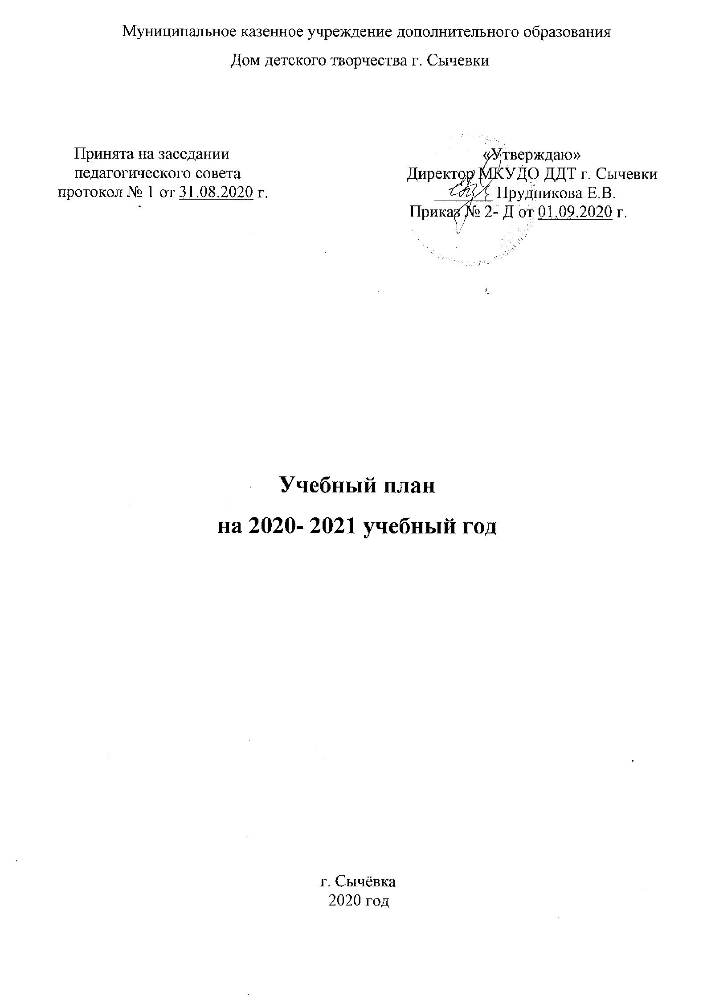 Муниципальное казенное учреждение дополнительного образования
Дом детского творчества г. Сычевки
Принята на заседании
педагогического совета
протокол № 1 от 31.08.2020 г.
«Утверждаю»
Директор МКУДО ДДТ г. Сычевки
Прудникова Е.В.
Приказ № 2- Д от 01.09.2020 г.
Учебный план
на 2020- 2021 учебный год
г. Сычёвка
2020 год